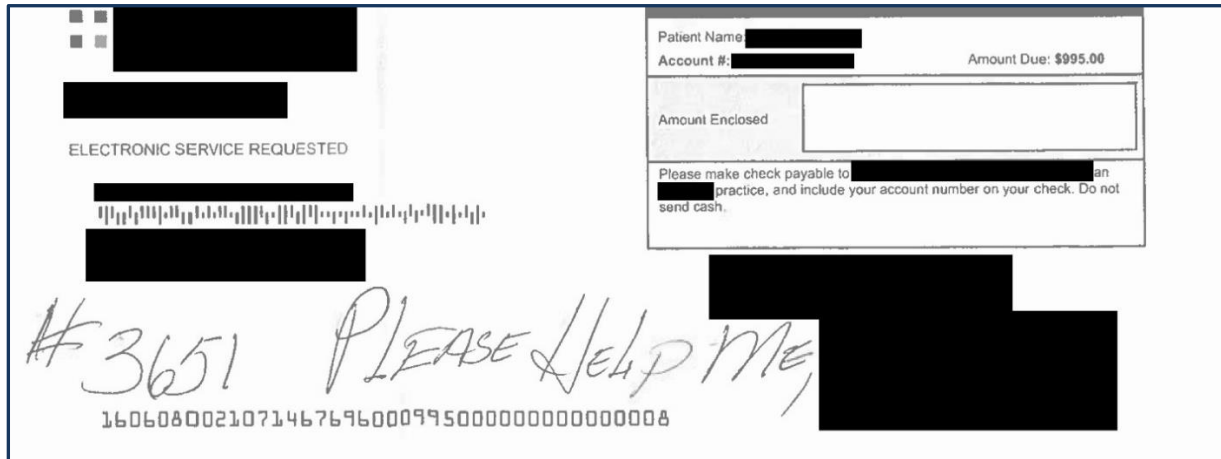 Patient Name:
Account #: Amount Due: $995.00
Amount Enclosed
ELECTRONIC SERVICE REQUESTED
Please make check payable to an
practice, and include your account number on your check. Do not
send cash.
# 3651 PLEASE HELP ME,
1606080021071467696000995000000000000008